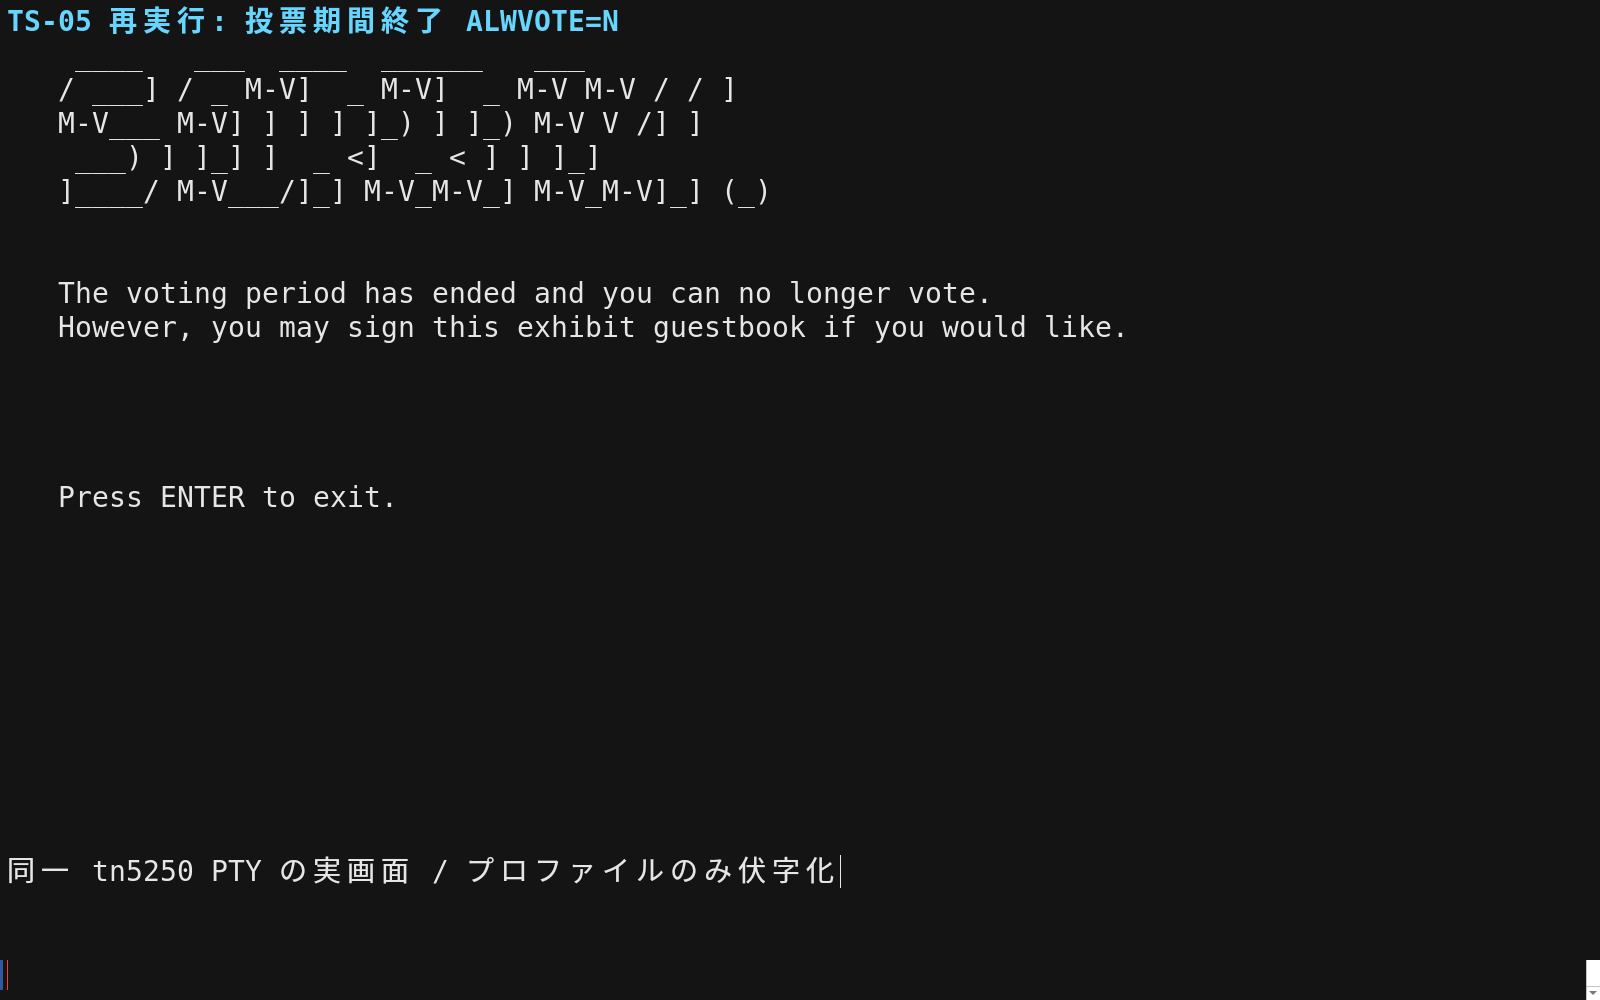 TS-05 再実行: 投票期間終了 ALWVOTE=N
 ____   ___  ____  ______   ___
/ ___] / _ M-V]  _ M-V]  _ M-V M-V / / ]
M-V___ M-V] ] ] ] ]_) ] ]_) M-V V /] ]
 ___) ] ]_] ]  _ <]  _ < ] ] ]_]
]____/ M-V___/]_] M-V_M-V_] M-V_M-V]_] (_)
The voting period has ended and you can no longer vote.
However, you may sign this exhibit guestbook if you would like.
Press ENTER to exit.
同一 tn5250 PTY の実画面 / プロファイルのみ伏字化